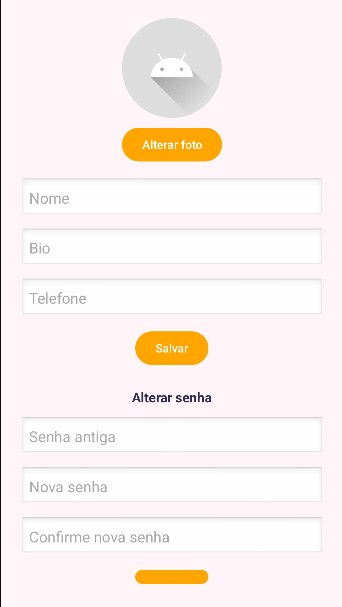 Alterar foto
Nome
Bio
Telefone
Salvar
Alterar senha
Senha antiga
Nova senha
Confirme nova senha